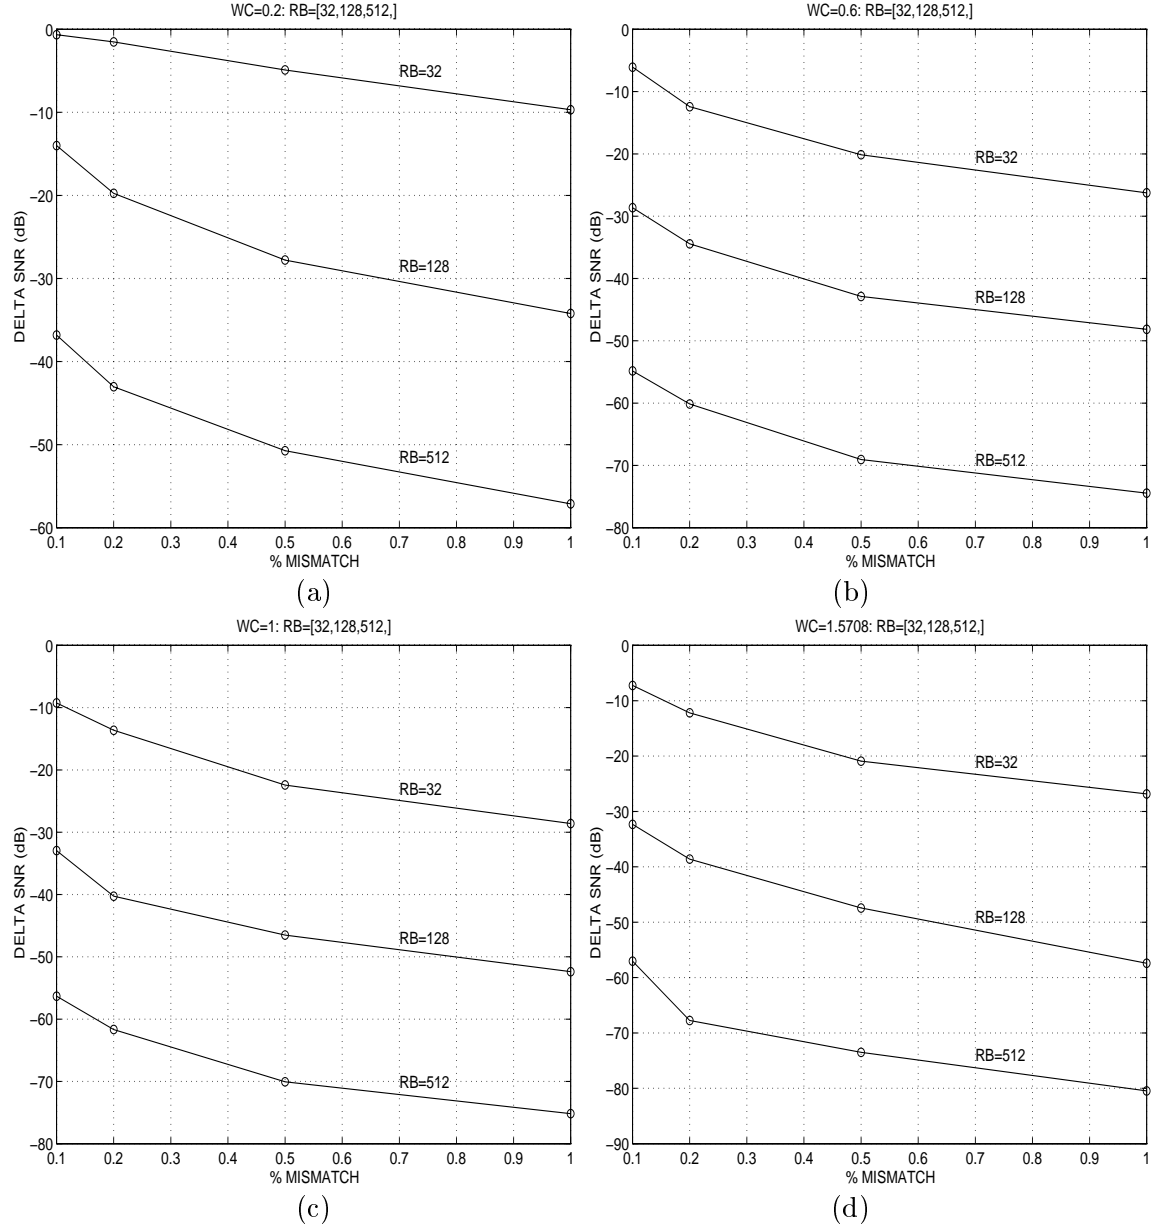 WC=0.2: RB=[32,128,512,]
0
−10
−20
−30
−40
−50
−60
DELTA SNR (dB)
RB=32
RB=128
RB=512
0.1 0.2 0.3 0.4 0.5 0.6 0.7 0.8 0.9 1
% MISMATCH
(a)
WC=0.6: RB=[32,128,512,]
0
−10
−20
−30
−40
−50
−60
−70
−80
DELTA SNR (dB)
RB=32
RB=128
RB=512
0.1 0.2 0.3 0.4 0.5 0.6 0.7 0.8 0.9 1
% MISMATCH
(b)
WC=1: RB=[32,128,512,]
0
−10
−20
−30
−40
−50
−60
−70
−80
DELTA SNR (dB)
RB=32
RB=128
RB=512
0.1 0.2 0.3 0.4 0.5 0.6 0.7 0.8 0.9 1
% MISMATCH
(c)
WC=1.5708: RB=[32,128,512,]
0
−10
−20
−30
−40
−50
−60
−70
−80
−90
DELTA SNR (dB)
RB=32
RB=128
RB=512
0.1 0.2 0.3 0.4 0.5 0.6 0.7 0.8 0.9 1
% MISMATCH
(d)